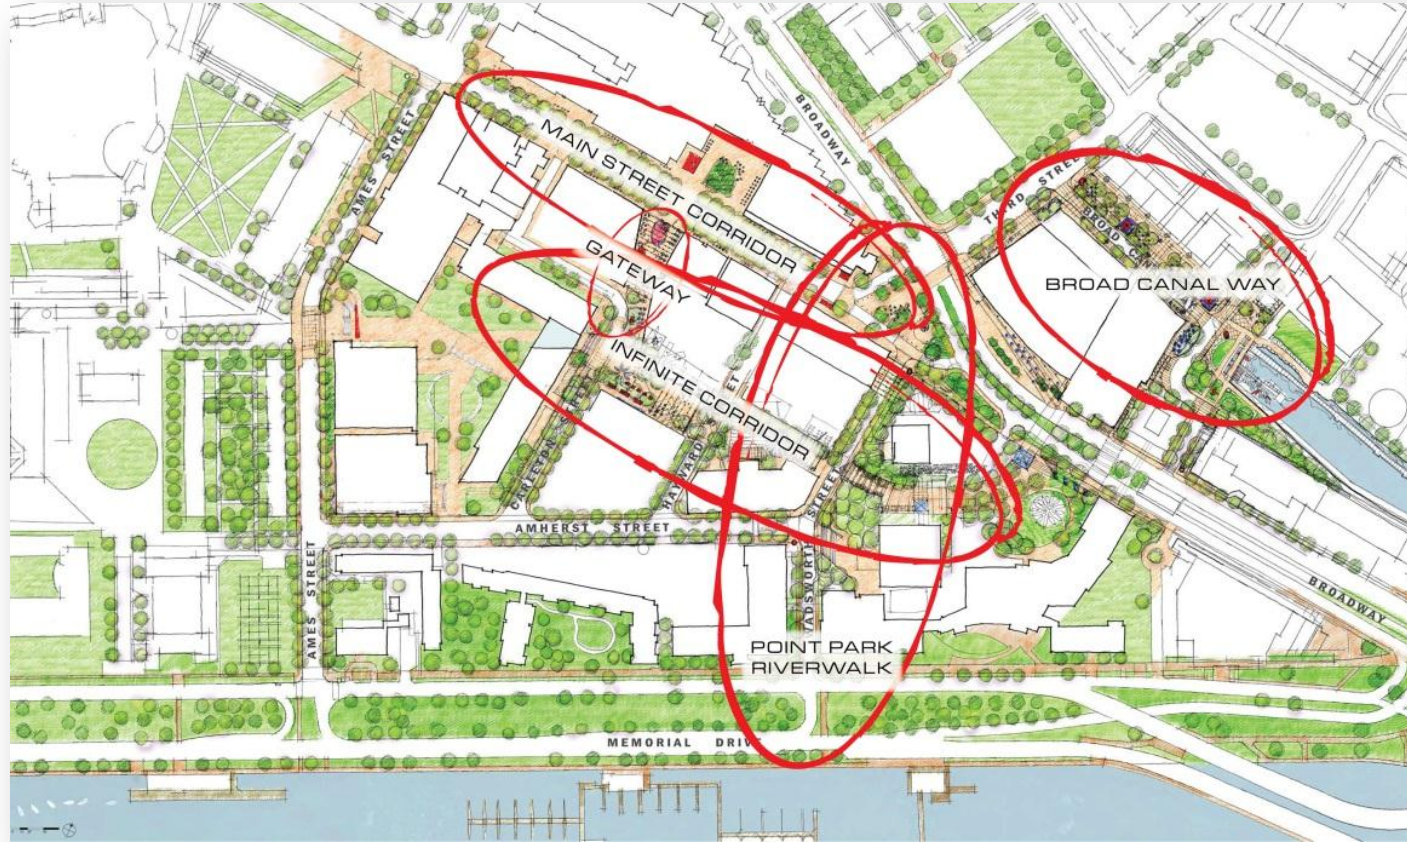 BROADWAY
AMES STREET
MAIN STREET CORRIDOR
THIRD STREET
BROAD CANAL WAY
GATEWAY
INFINITE CORRIDOR
HAYWARD
AMHERST STREET
STREET
AMES STREET
WADSWORTH
BROADWAY
POINT PARK
RIVERWALK
MEMORIAL DRIVE